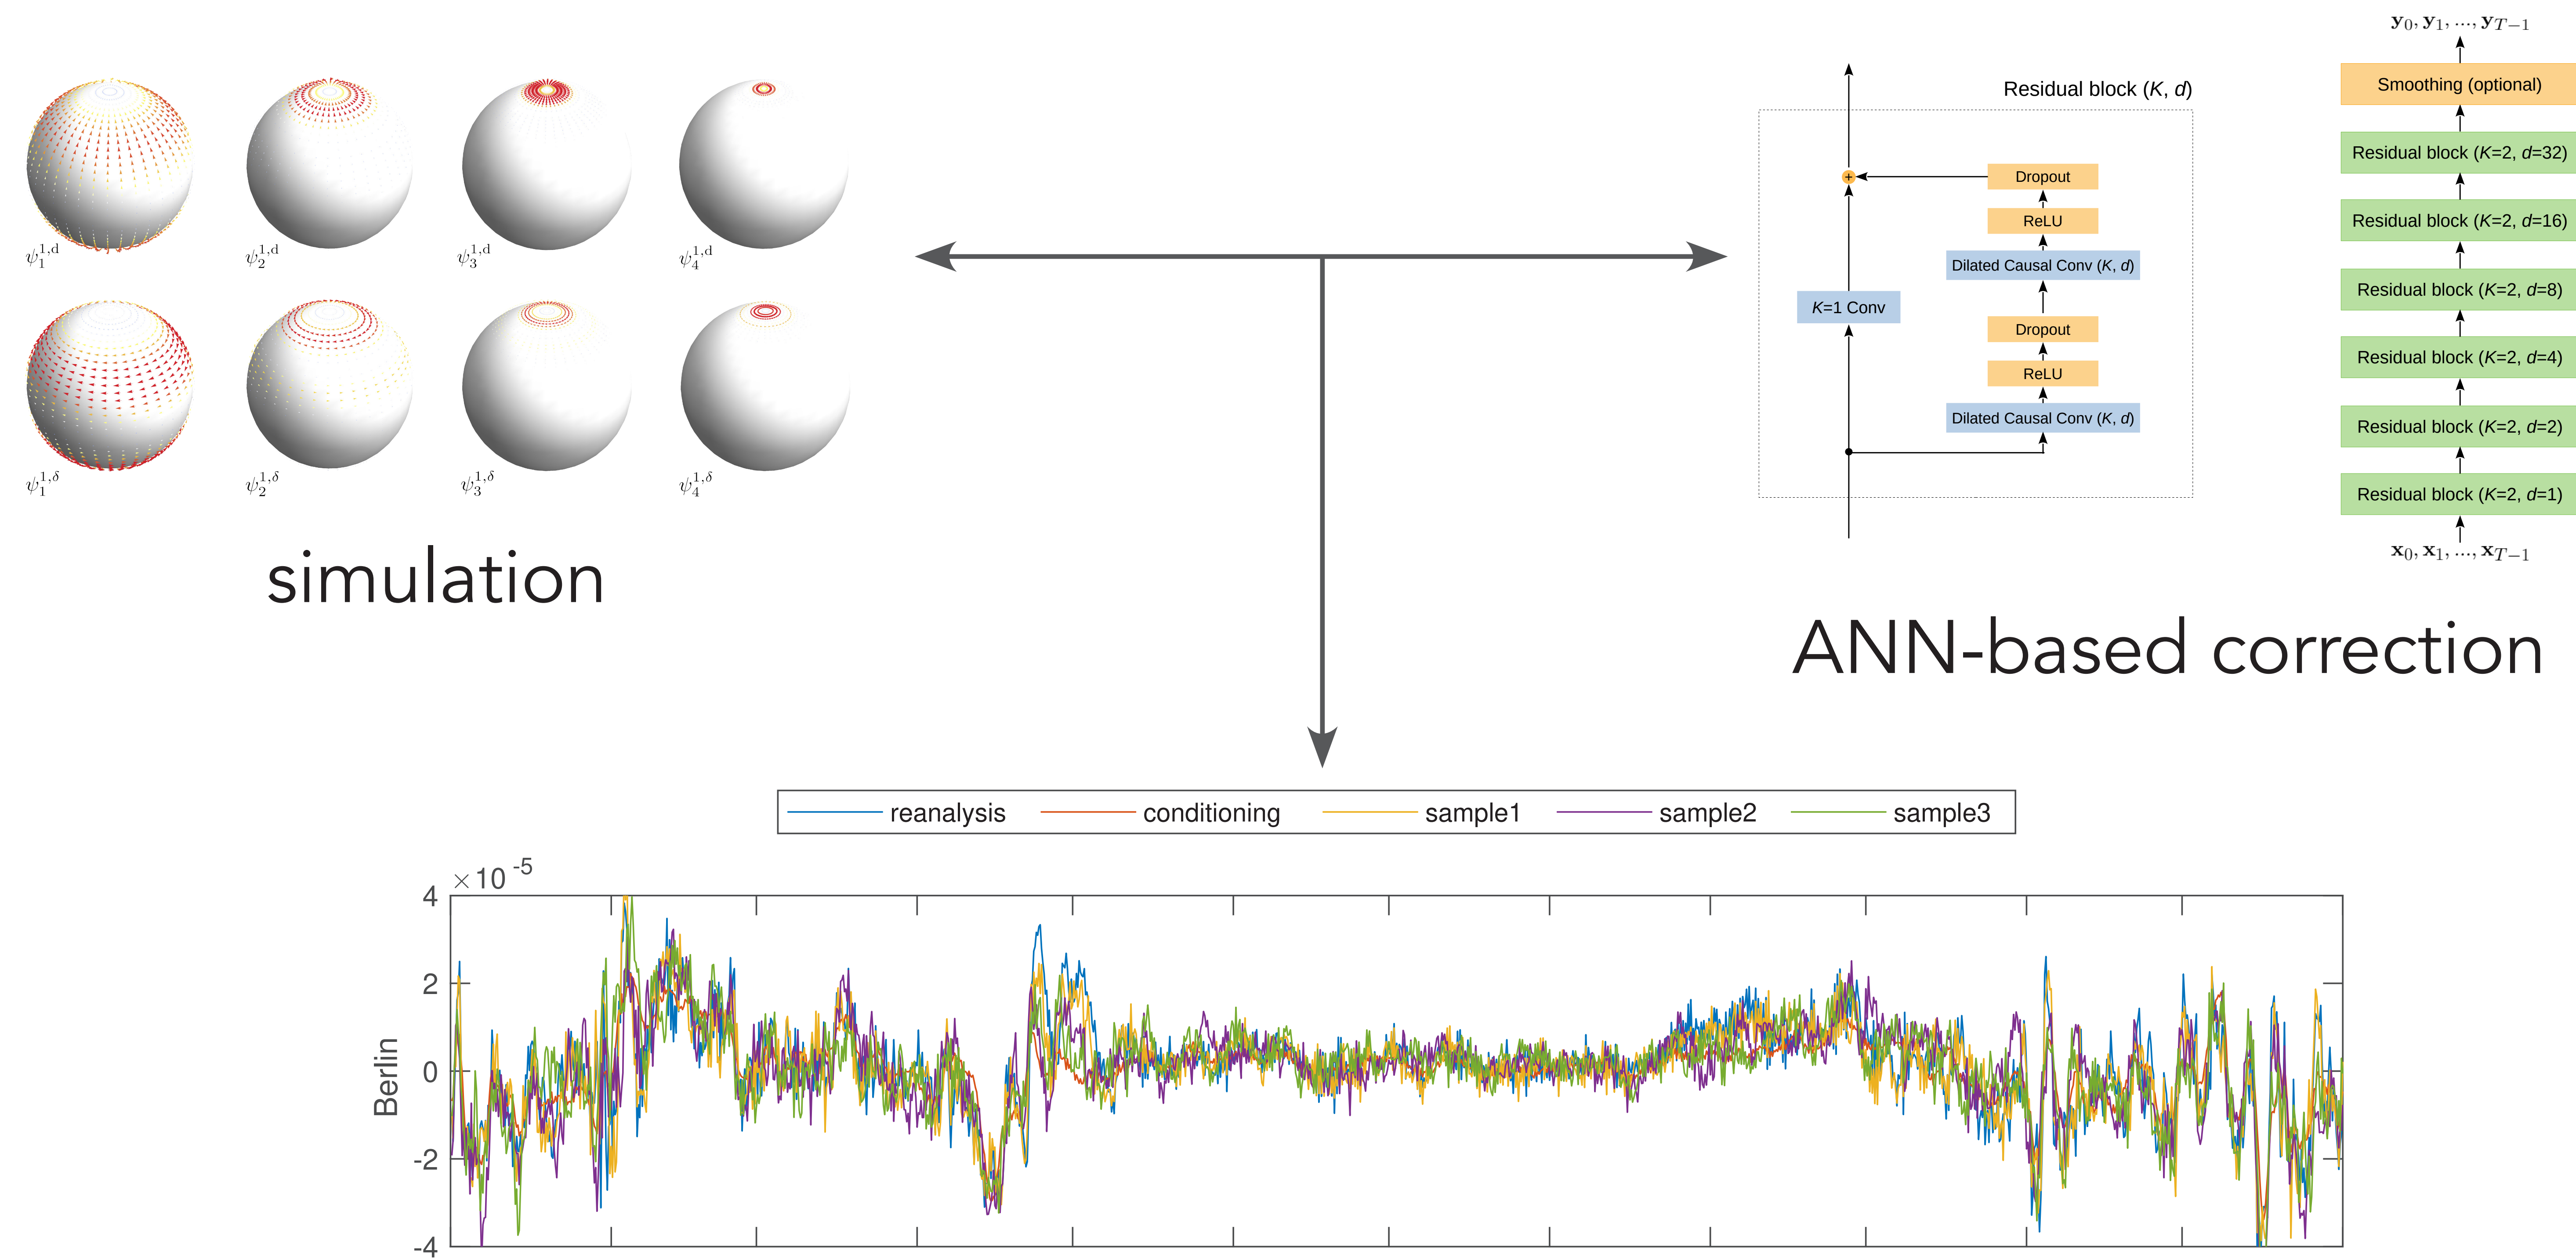 ψ₁^{1,d} ψ₂^{1,d} ψ₃^{1,d} ψ₄^{1,d}
ψ₁^{1,δ} ψ₂^{1,δ} ψ₃^{1,δ} ψ₄^{1,δ}
simulation
Residual block (K, d)
+
Dropout
ReLU
Dilated Causal Conv (K, d)
K=1 Conv
Dropout
ReLU
Dilated Causal Conv (K, d)
y₀, y₁, ..., y_{T−1}
Smoothing (optional)
Residual block (K=2, d=32)
Residual block (K=2, d=16)
Residual block (K=2, d=8)
Residual block (K=2, d=4)
Residual block (K=2, d=2)
Residual block (K=2, d=1)
x₀, x₁, ..., x_{T−1}
ANN-based correction
reanalysis conditioning sample1 sample2 sample3
×10^{-5}
4
2
0
-2
-4
Berlin